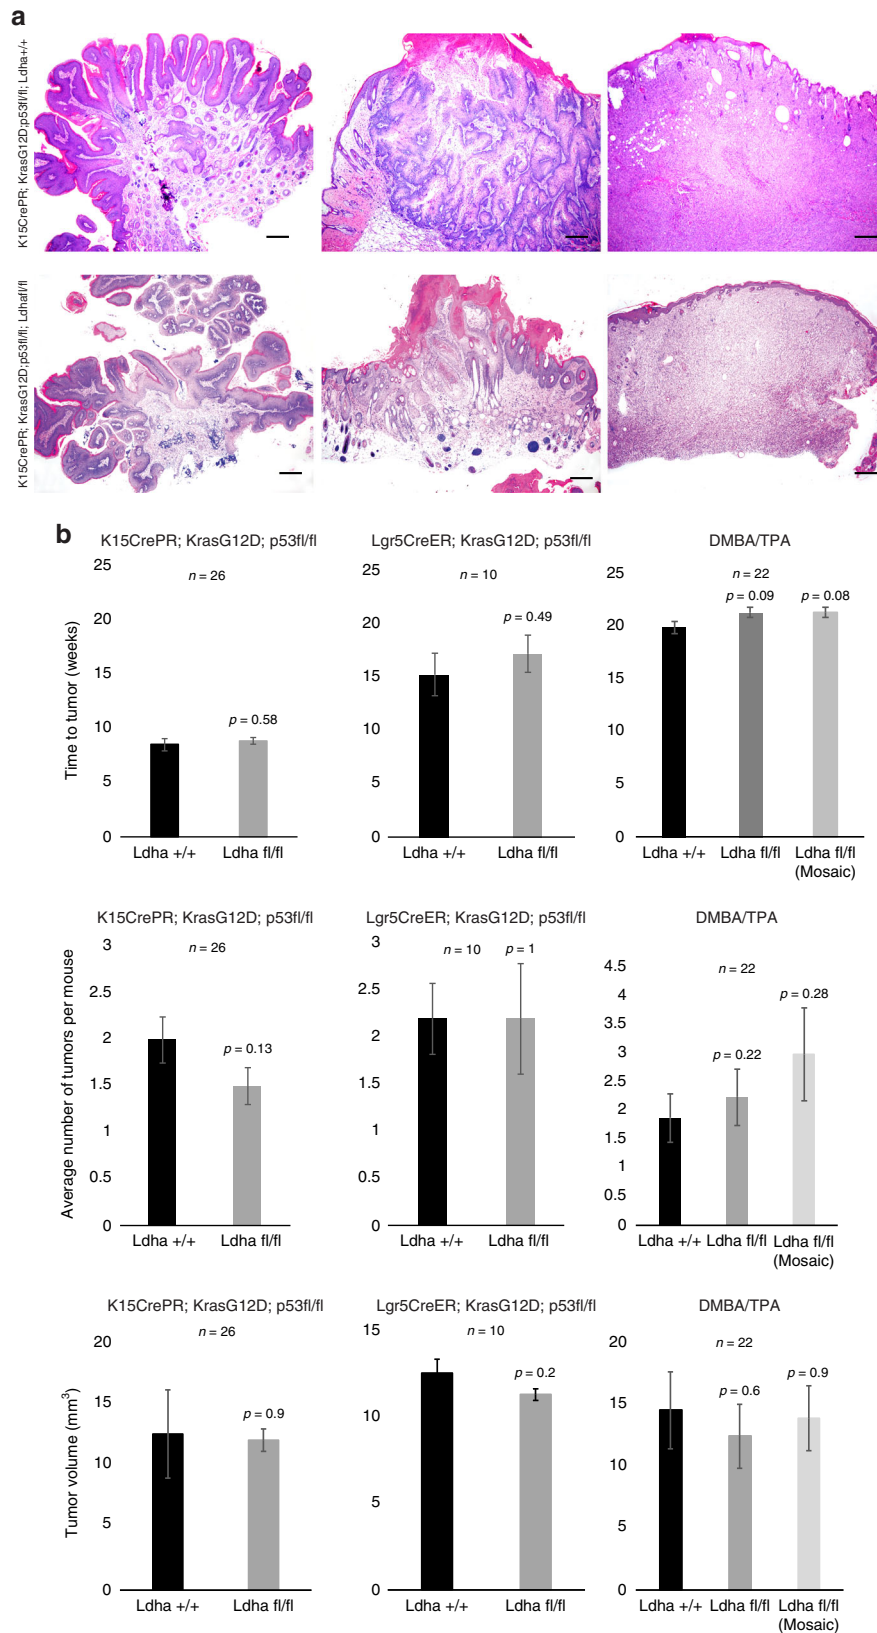 a
K15CrePR; KrasG12D;p53fl/fl; Ldha+/+
K15CrePR; KrasG12D;p53fl/fl; Ldhafl/fl
b
K15CrePR; KrasG12D; p53fl/fl
Lgr5CreER; KrasG12D; p53fl/fl
DMBA/TPA
Time to tumor (weeks)
25
20
15
10
5
0
n = 26
p = 0.58
Ldha +/+
Ldha fl/fl
25
20
15
10
5
0
n = 10
p = 0.49
Ldha +/+
Ldha fl/fl
25
20
15
10
5
0
n = 22
p = 0.09
p = 0.08
Ldha +/+
Ldha fl/fl
Ldha fl/fl
(Mosaic)
K15CrePR; KrasG12D; p53fl/fl
Lgr5CreER; KrasG12D; p53fl/fl
DMBA/TPA
Average number of tumors per mouse
3
2.5
2
1.5
1
0.5
0
n = 26
p = 0.13
Ldha +/+
Ldha fl/fl
3
2.5
2
1.5
1
0.5
0
n = 10
p = 1
Ldha +/+
Ldha fl/fl
4.5
4
3.5
3
2.5
2
1.5
1
0.5
0
n = 22
p = 0.22
p = 0.28
Ldha +/+
Ldha fl/fl
Ldha fl/fl
(Mosaic)
K15CrePR; KrasG12D; p53fl/fl
Lgr5CreER; KrasG12D; p53fl/fl
DMBA/TPA
Tumor volume (mm³)
20
15
10
5
0
n = 26
p = 0.9
Ldha +/+
Ldha fl/fl
15
10
5
0
n = 10
p = 0.2
Ldha +/+
Ldha fl/fl
20
15
10
5
0
n = 22
p = 0.6
p = 0.9
Ldha +/+
Ldha fl/fl
Ldha fl/fl
(Mosaic)